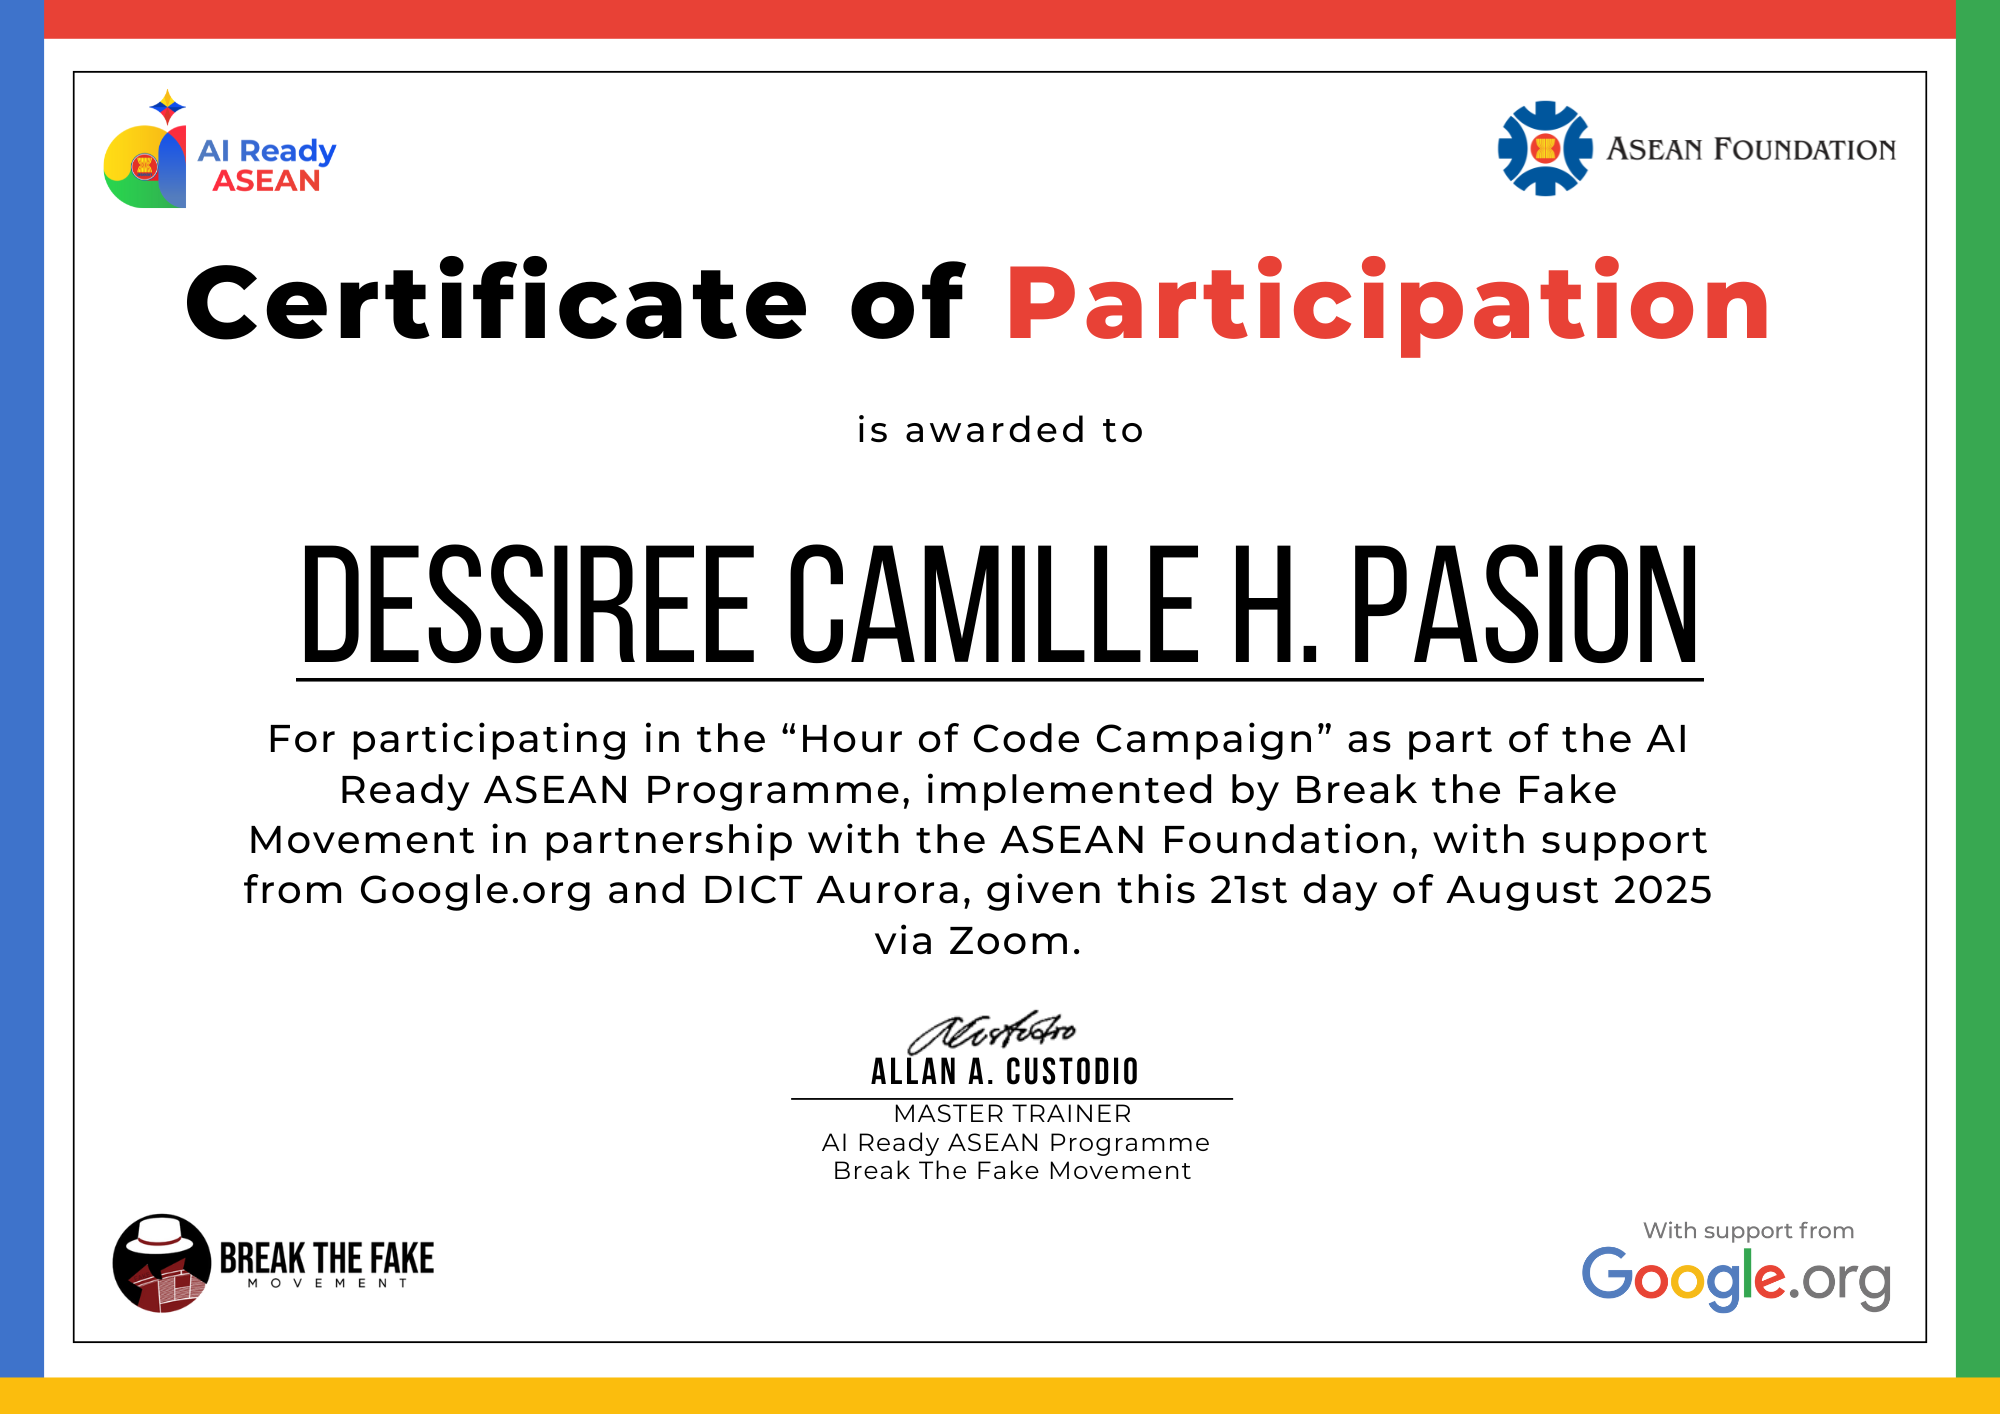 AI Ready
ASEAN
ASEAN FOUNDATION
Certificate of Participation
is awarded to
DESSIREE CAMILLE H. PASION
For participating in the “Hour of Code Campaign” as part of the AI
Ready ASEAN Programme, implemented by Break the Fake
Movement in partnership with the ASEAN Foundation, with support
from Google.org and DICT Aurora, given this 21st day of August 2025
via Zoom.
ALLAN A. CUSTODIO
MASTER TRAINER
AI Ready ASEAN Programme
Break The Fake Movement
BREAK THE FAKE
MOVEMENT
With support from
Google.org